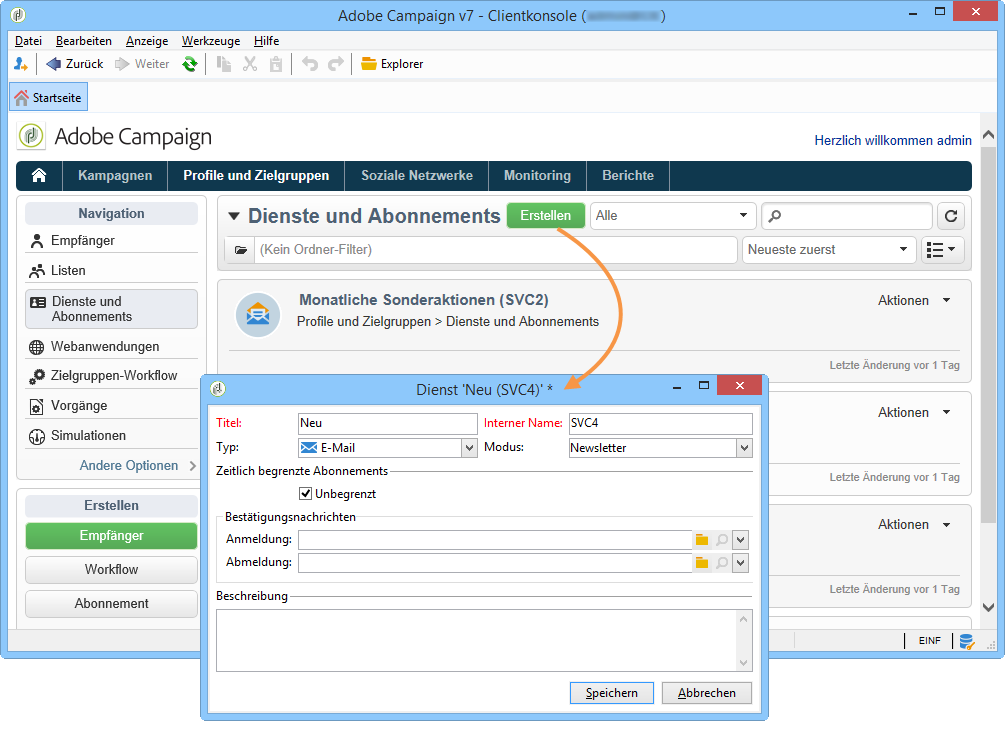 Adobe Campaign v7 - Clientkonsole ( )
Datei Bearbeiten Anzeige Werkzeuge Hilfe
Zurück Weiter Explorer
Startseite
Adobe Campaign
Herzlich willkommen admin
Kampagnen Profile und Zielgruppen Soziale Netzwerke Monitoring Berichte
Navigation
Empfänger
Listen
Dienste und
Abonnements
Webanwendungen
Zielgruppen-Workflow
Vorgänge
Simulationen
Andere Optionen
Erstellen
Empfänger
Workflow
Abonnement
Dienste und Abonnements Erstellen Alle
(Kein Ordner-Filter) Neueste zuerst
Monatliche Sonderaktionen (SVC2) Aktionen
Profile und Zielgruppen > Dienste und Abonnements
Letzte Änderung vor 1 Tag
Aktionen
Letzte Änderung vor 1 Tag
Aktionen
Letzte Änderung vor 1 Tag
EINF
Dienst 'Neu (SVC4)' *
Titel: Neu Interner Name: SVC4
Typ: E-Mail Modus: Newsletter
Zeitlich begrenzte Abonnements
Unbegrenzt
Bestätigungsnachrichten
Anmeldung:
Abmeldung:
Beschreibung
Speichern Abbrechen